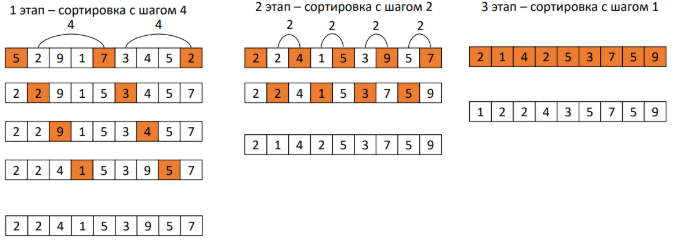 1 этап – сортировка с шагом 4
4 4
5 2 9 1 7 3 4 5 2
2 2 9 1 5 3 4 5 7
2 2 9 1 5 3 4 5 7
2 2 4 1 5 3 9 5 7
2 2 4 1 5 3 9 5 7
2 этап – сортировка с шагом 2
2 2 2 2
2 2 4 1 5 3 9 5 7
2 2 4 1 5 3 7 5 9
2 1 4 2 5 3 7 5 9
3 этап – сортировка с шагом 1
2 1 4 2 5 3 7 5 9
1 2 2 4 3 5 7 5 9